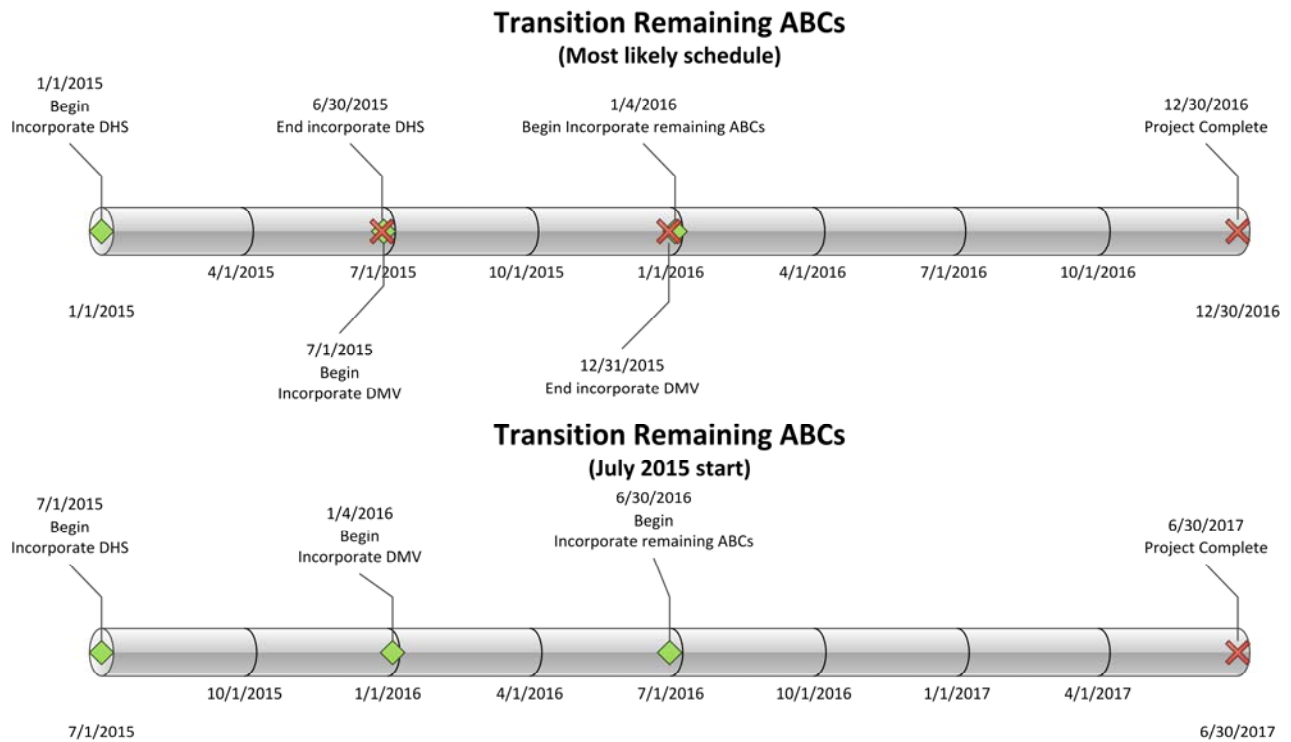 Transition Remaining ABCs
(Most likely schedule)
1/1/2015
Begin
Incorporate DHS
6/30/2015
End incorporate DHS
1/4/2016
Begin Incorporate remaining ABCs
12/30/2016
Project Complete
4/1/2015
7/1/2015
10/1/2015
1/1/2016
4/1/2016
7/1/2016
10/1/2016
1/1/2015
12/30/2016
7/1/2015
Begin
Incorporate DMV
12/31/2015
End incorporate DMV
Transition Remaining ABCs
(July 2015 start)
7/1/2015
Begin
Incorporate DHS
1/4/2016
Begin
Incorporate DMV
6/30/2016
Begin
Incorporate remaining ABCs
6/30/2017
Project Complete
10/1/2015
1/1/2016
4/1/2016
7/1/2016
10/1/2016
1/1/2017
4/1/2017
7/1/2015
6/30/2017